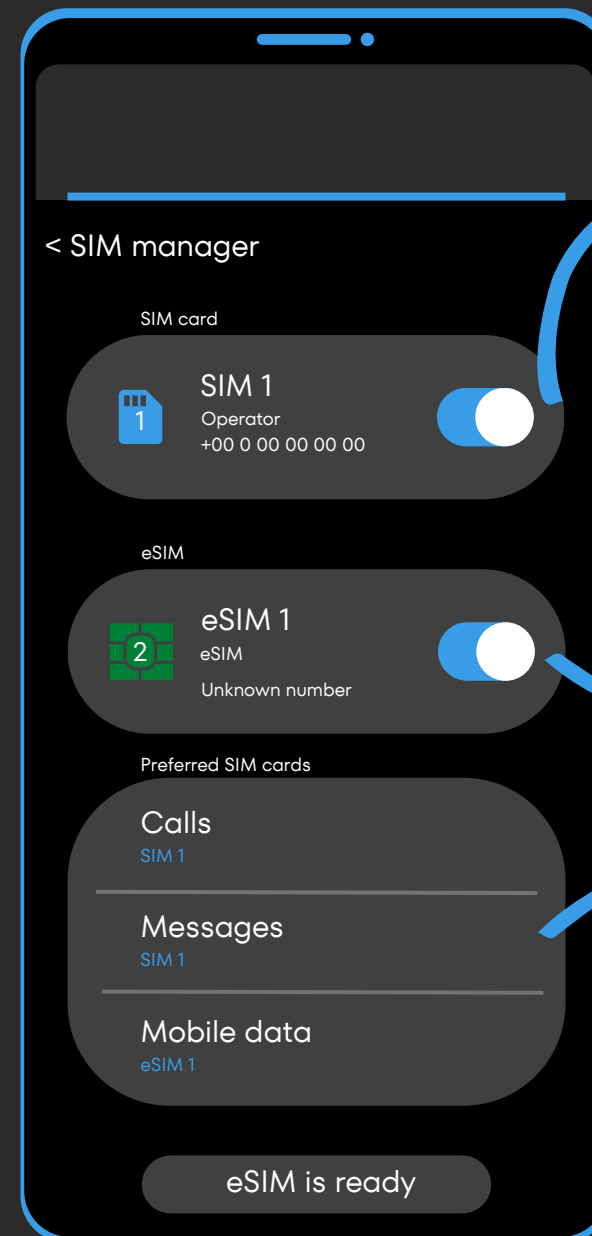 < SIM manager
SIM card
SIM 1
1
Operator
+00 0 00 00 00 00
eSIM
eSIM 1
2
eSIM
Unknown number
Preferred SIM cards
Calls
SIM 1
Messages
SIM 1
Mobile data
eSIM 1
eSIM is ready